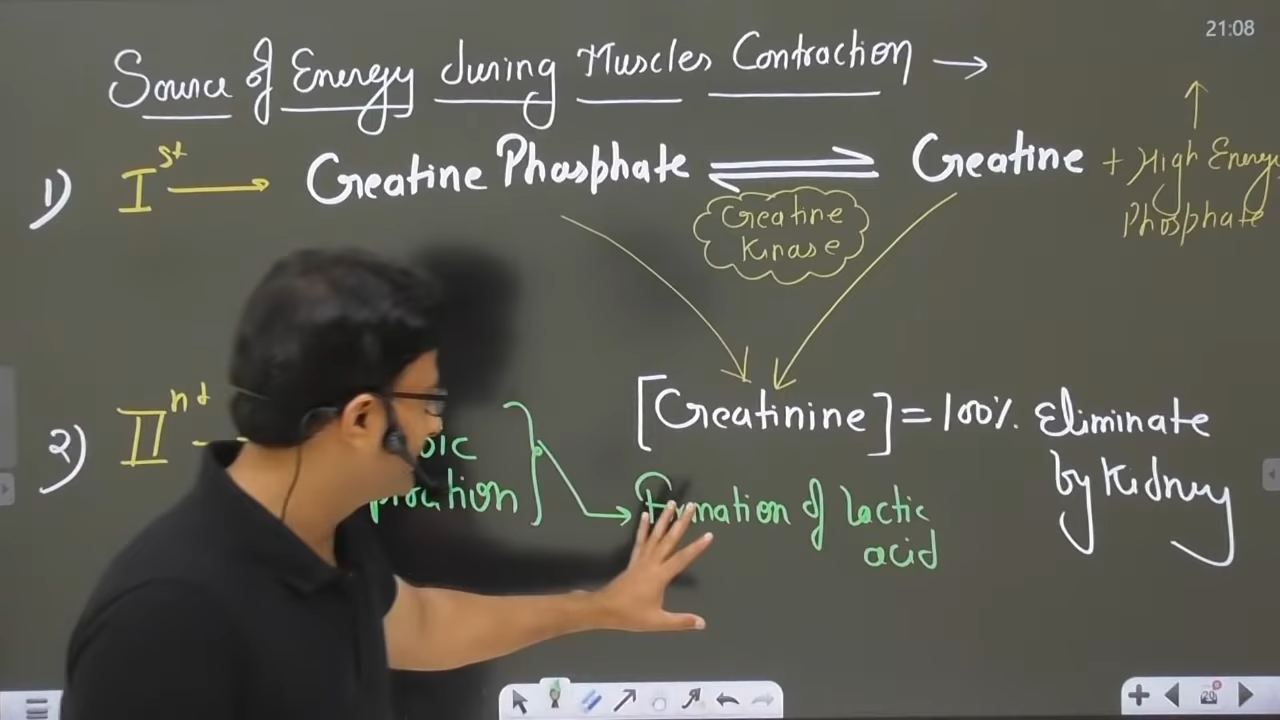 21:08
Source of Energy during Muscles Contraction →
1) Ist → Creatine Phosphate ⇌ Creatine + High Energy
Phosphate
Creatine
Kinase
2) IInd
[Creatinine] = 100% Eliminate
by Kidney
Formation of lactic
acid
20